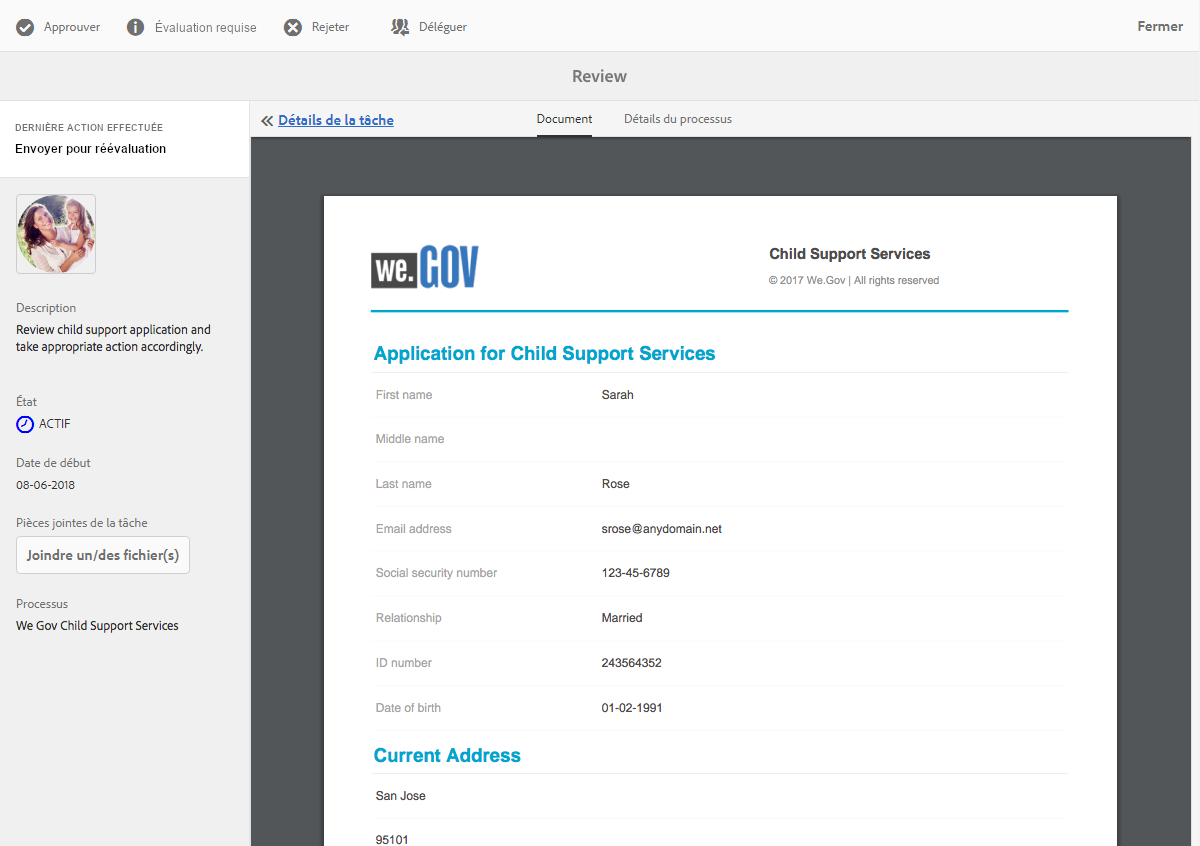 Approuver Évaluation requise Rejeter Déléguer Fermer
Review
DERNIÈRE ACTION EFFECTUÉE
Envoyer pour réévaluation
Description
Review child support application and
take appropriate action accordingly.
État
ACTIF
Date de début
08-06-2018
Pièces jointes de la tâche
Joindre un/des fichier(s)
Processus
We Gov Child Support Services
Détails de la tâche Document Détails du processus
we.GOV
Child Support Services
© 2017 We.Gov | All rights reserved
Application for Child Support Services
First name Sarah
Middle name
Last name Rose
Email address srose@anydomain.net
Social security number 123-45-6789
Relationship Married
ID number 243564352
Date of birth 01-02-1991
Current Address
San Jose
95101